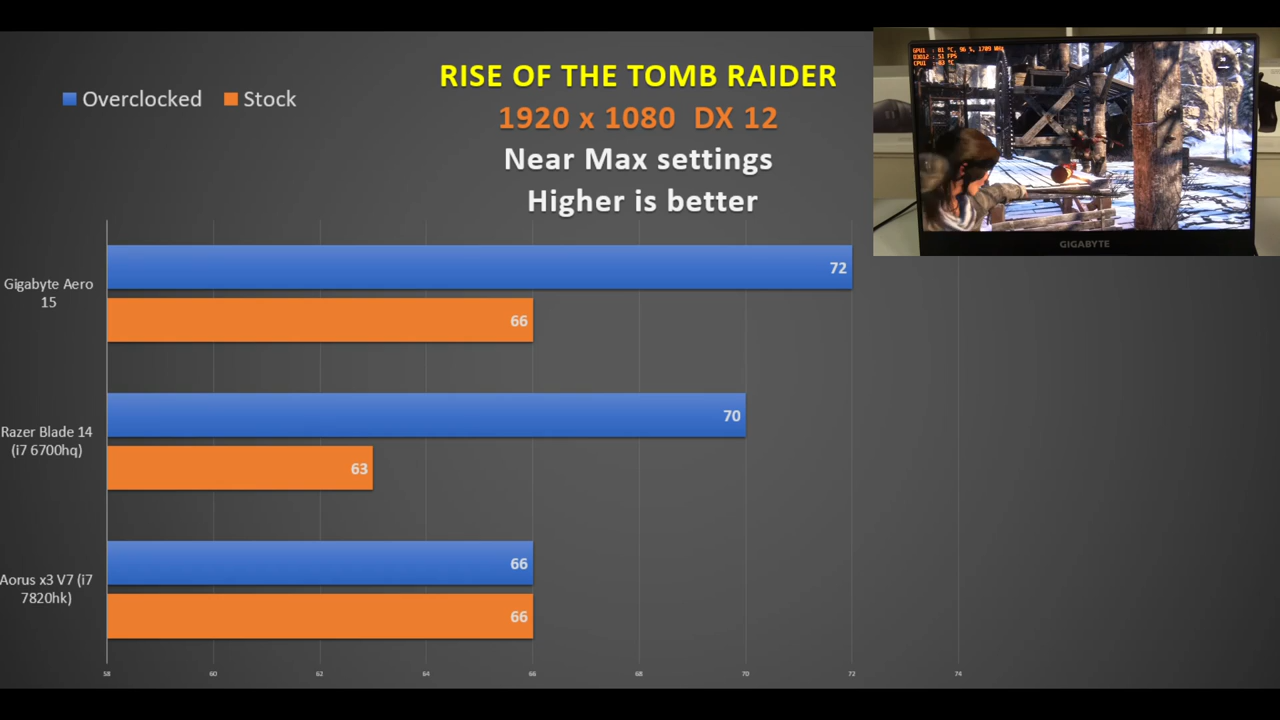 RISE OF THE TOMB RAIDER
1920 x 1080 DX 12
Near Max settings
Higher is better
Overclocked
Stock
Gigabyte Aero
15
72
66
Razer Blade 14
(i7 6700hq)
70
63
Aorus x3 V7 (i7
7820hk)
66
66
58
60
62
64
66
68
70
72
74
GIGABYTE